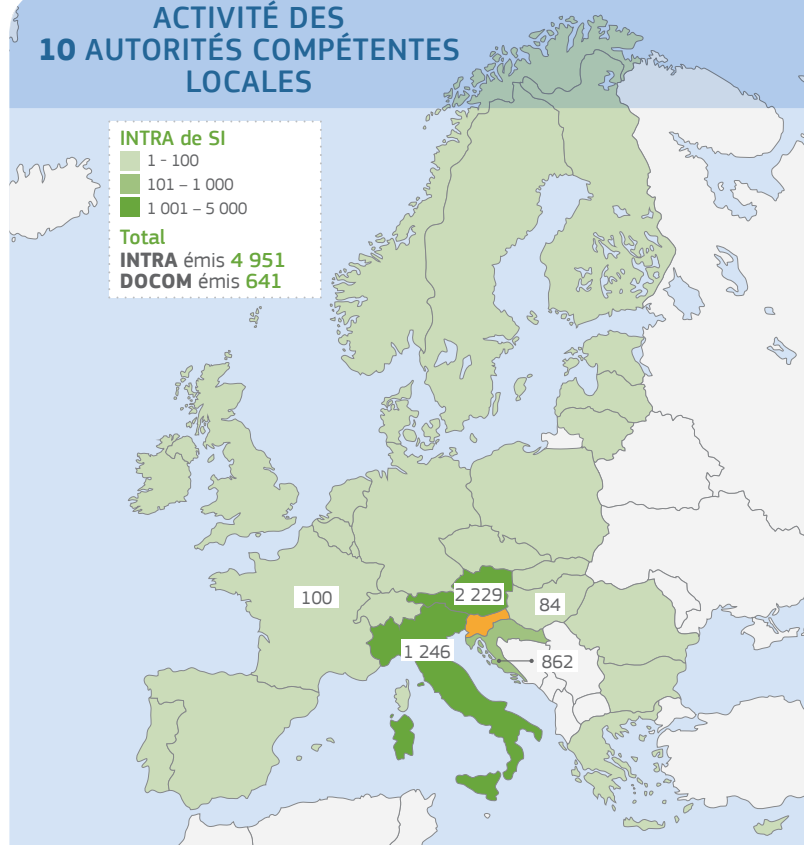 ACTIVITÉ DES
10 AUTORITÉS COMPÉTENTES
LOCALES
INTRA de SI
1 - 100
101 – 1 000
1 001 – 5 000
Total
INTRA émis 4 951
DOCOM émis 641
2 229
100
84
1 246
862